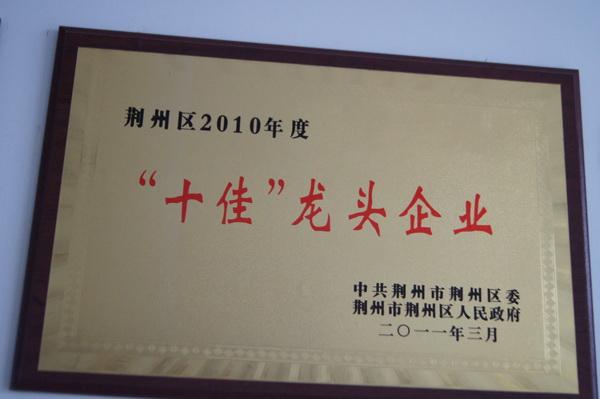 荆州区2010年度
“十佳”龙头企业
中共荆州市荆州区委
荆州市荆州区人民政府
二〇一一年三月